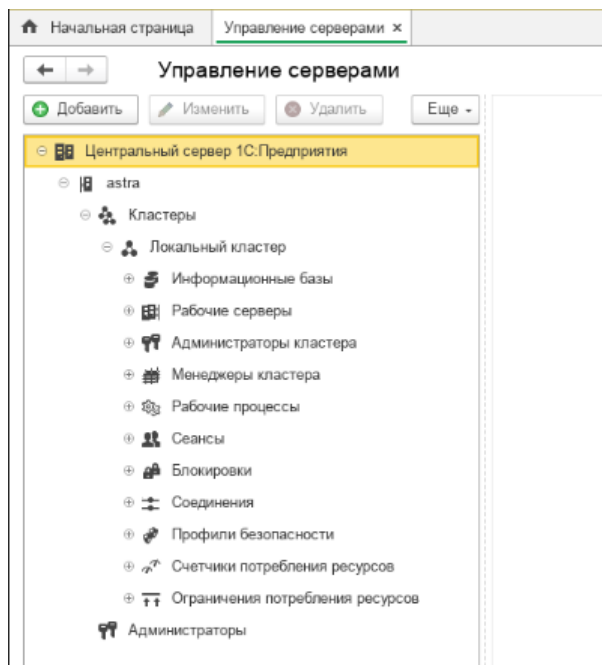 Начальная страница Управление серверами ×
Управление серверами
Добавить Изменить Удалить Еще
Центральный сервер 1С:Предприятия
astra
Кластеры
Локальный кластер
Информационные базы
Рабочие серверы
Администраторы кластера
Менеджеры кластера
Рабочие процессы
Сеансы
Блокировки
Соединения
Профили безопасности
Счетчики потребления ресурсов
Ограничения потребления ресурсов
Администраторы